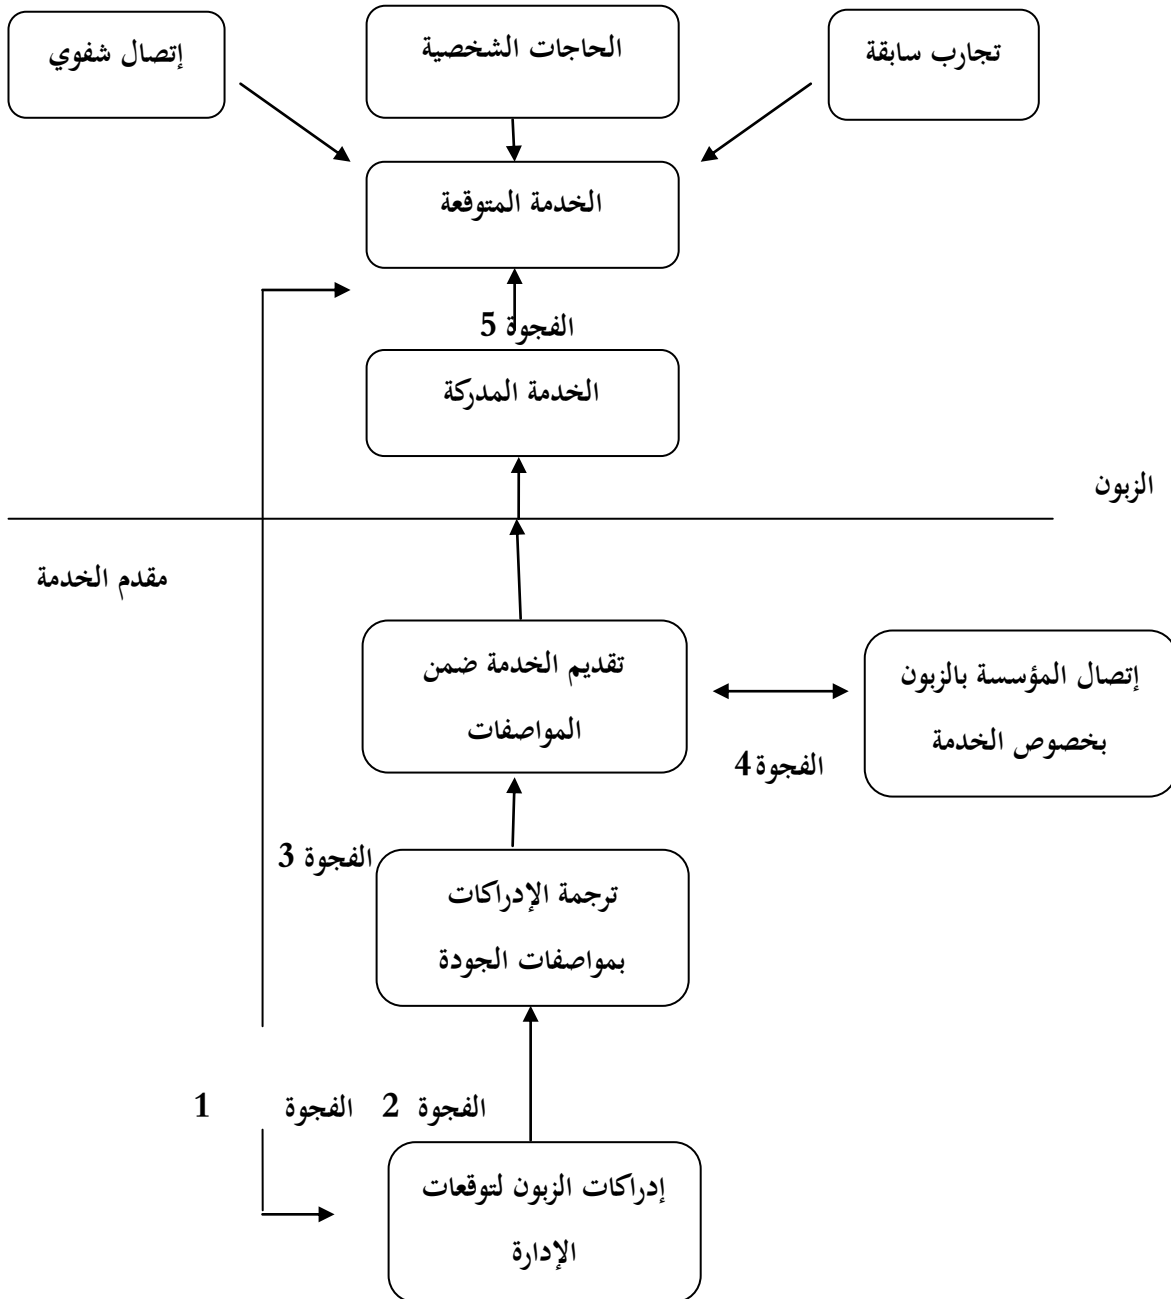 تجارب سابقة
الحاجات الشخصية
إتصال شفوي
الخدمة المتوقعة
الفجوة 5
الخدمة المدركة
الزبون
مقدم الخدمة
تقديم الخدمة ضمن
المواصفات
إتصال المؤسسة بالزبون
بخصوص الخدمة
الفجوة4
الفجوة 3
ترجمة الإدراكات
بمواصفات الجودة
الفجوة 2 الفجوة 1
إدراكات الزبون لتوقعات
الإدارة